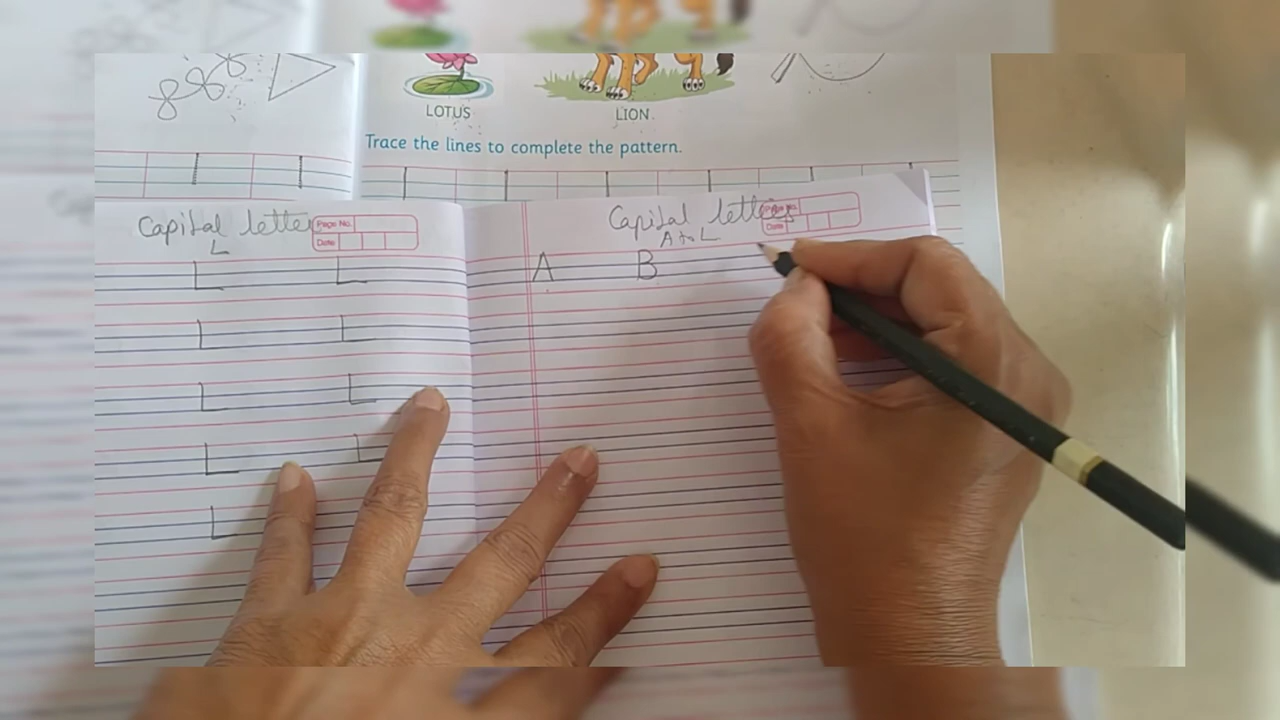 LOTUS
LION
Trace the lines to complete the pattern.
Capital letter
Page No.
Date
L
L L
L L
L L
L L
L
Capital letters
Page No.
Date
A to L
A B